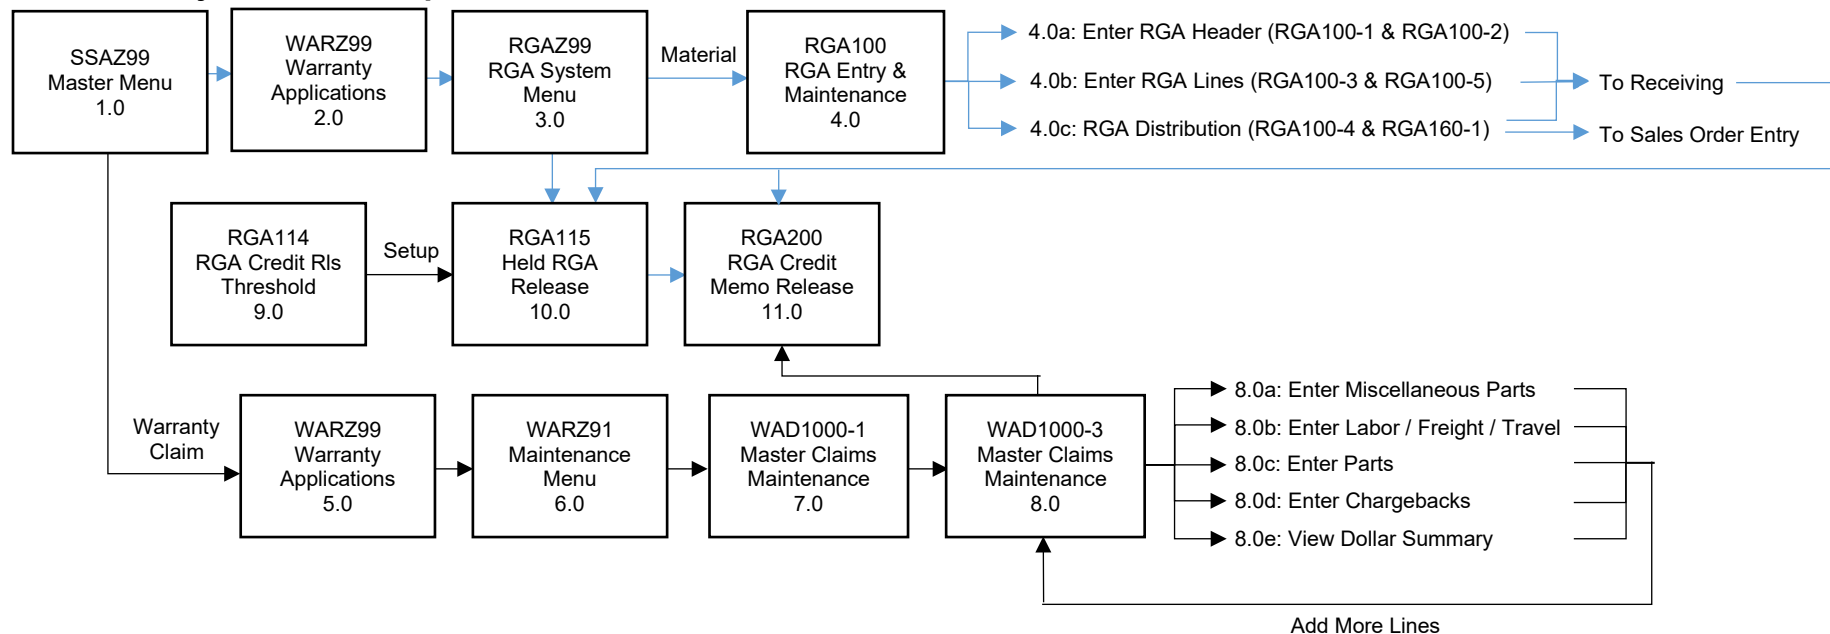 SSAZ99
Master Menu
1.0
WARZ99
Warranty
Applications
2.0
RGAZ99
RGA System
Menu
3.0
Material
RGA100
RGA Entry &
Maintenance
4.0
4.0a: Enter RGA Header (RGA100-1 & RGA100-2)
4.0b: Enter RGA Lines (RGA100-3 & RGA100-5)
4.0c: RGA Distribution (RGA100-4 & RGA160-1)
To Receiving
To Sales Order Entry
RGA114
RGA Credit Rls
Threshold
9.0
Setup
RGA115
Held RGA
Release
10.0
RGA200
RGA Credit
Memo Release
11.0
Warranty
Claim
WARZ99
Warranty
Applications
5.0
WARZ91
Maintenance
Menu
6.0
WAD1000-1
Master Claims
Maintenance
7.0
WAD1000-3
Master Claims
Maintenance
8.0
8.0a: Enter Miscellaneous Parts
8.0b: Enter Labor / Freight / Travel
8.0c: Enter Parts
8.0d: Enter Chargebacks
8.0e: View Dollar Summary
Add More Lines